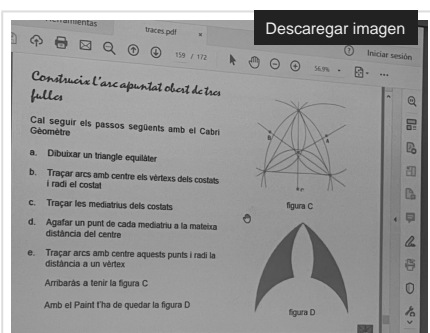 Descaregar imagen
Herramientas
traces.pdf
×
Iniciar sesión
159 / 172
56.9%
Construeix l'arc apuntat obert de tres
fulles
Cal seguir els passos següents amb el Cabri
Géomètre
a. Dibuixar un triangle equilàter
b. Traçar arcs amb centre els vèrtexs dels costats
i radi el costat
c. Traçar les mediatrius dels costats
d. Agafar un punt de cada mediatriu a la mateixa
distància del centre
e. Traçar arcs amb centre aquests punts i radi la
distància a un vèrtex
Arribaràs a tenir la figura C
Amb el Paint t'ha de quedar la figura D
B
A
P
figura C
figura D